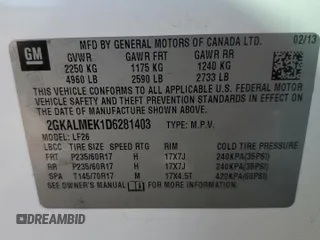 GM
MFD BY GENERAL MOTORS OF CANADA LTD. 02/13
GVWR GAWR FRT GAWR RR
2250 KG 1175 KG 1240 KG
4960 LB 2590 LB 2733 LB
THIS VEHICLE CONFORMS TO ALL APPLICABLE U.S. FEDERAL
MOTOR VEHICLE SAFETY, BUMPER, AND THEFT PREVENTION
STANDARDS IN EFFECT ON THE DATE OF MANUFACTURE SHOWN ABOVE.
2GKALMEK1D6281403 TYPE: M.P.V.
MODEL: LF26
LBCC TIRE SIZE SPEED RTG RIM COLD TIRE PRESSURE
FRT P235/60R17 H 17X7J 240KPA(35PSI)
RR P235/60R17 H 17X7J 240KPA(35PSI)
SPA T145/70R17 M 17X4.5T 420KPA(60PSI)
SEE OWNER'S MANUAL FOR MORE INFORMATION.
DREAMBID